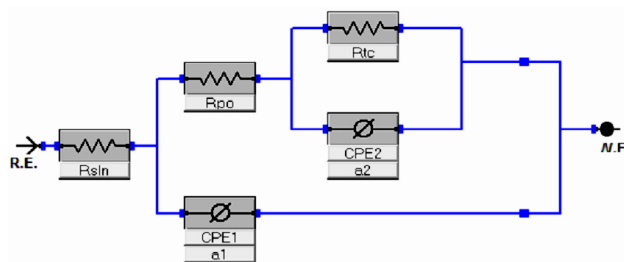 Rtc
Rpo
CPE2
a2
R.E.
Rsln
W.E
CPE1
a1